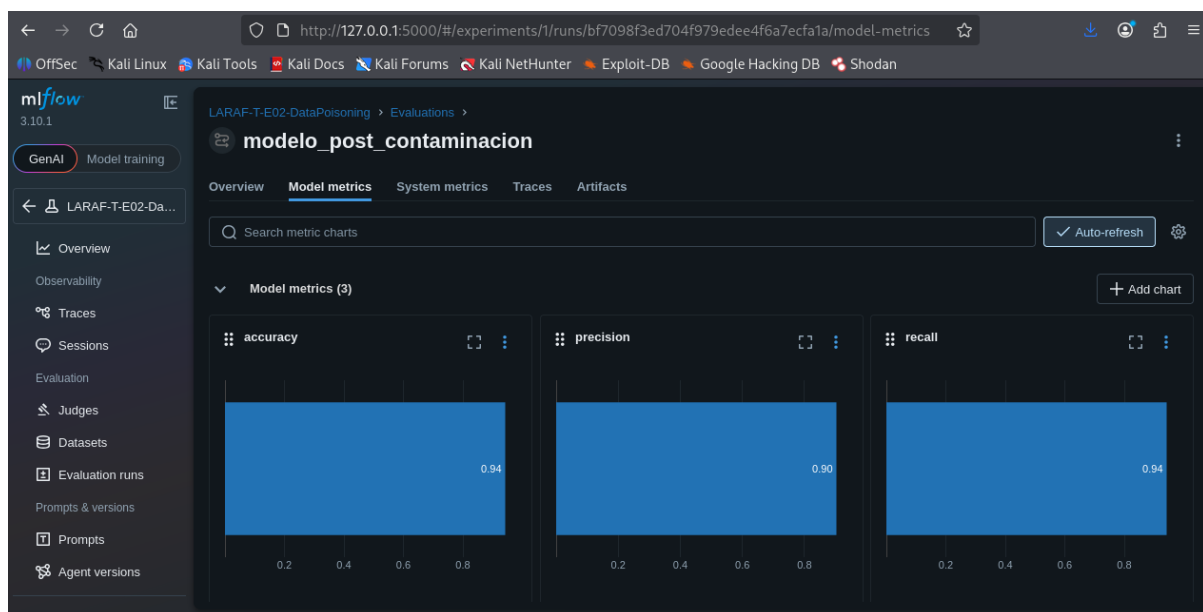 http://127.0.0.1:5000/#/experiments/1/runs/bf7098f3ed704f979edee4f6a7ecfa1a/model-metrics
OffSec Kali Linux Kali Tools Kali Docs Kali Forums Kali NetHunter Exploit-DB Google Hacking DB Shodan
mlflow
3.10.1
GenAI Model training
LARAF-T-E02-Da...
Overview
Observability
Traces
Sessions
Evaluation
Judges
Datasets
Evaluation runs
Prompts & versions
Prompts
Agent versions
LARAF-T-E02-DataPoisoning > Evaluations >
modelo_post_contaminacion
Overview Model metrics System metrics Traces Artifacts
Search metric charts
Auto-refresh
Model metrics (3)
Add chart
accuracy
0.94
0.2 0.4 0.6 0.8
precision
0.90
0.2 0.4 0.6 0.8
recall
0.94
0.2 0.4 0.6 0.8